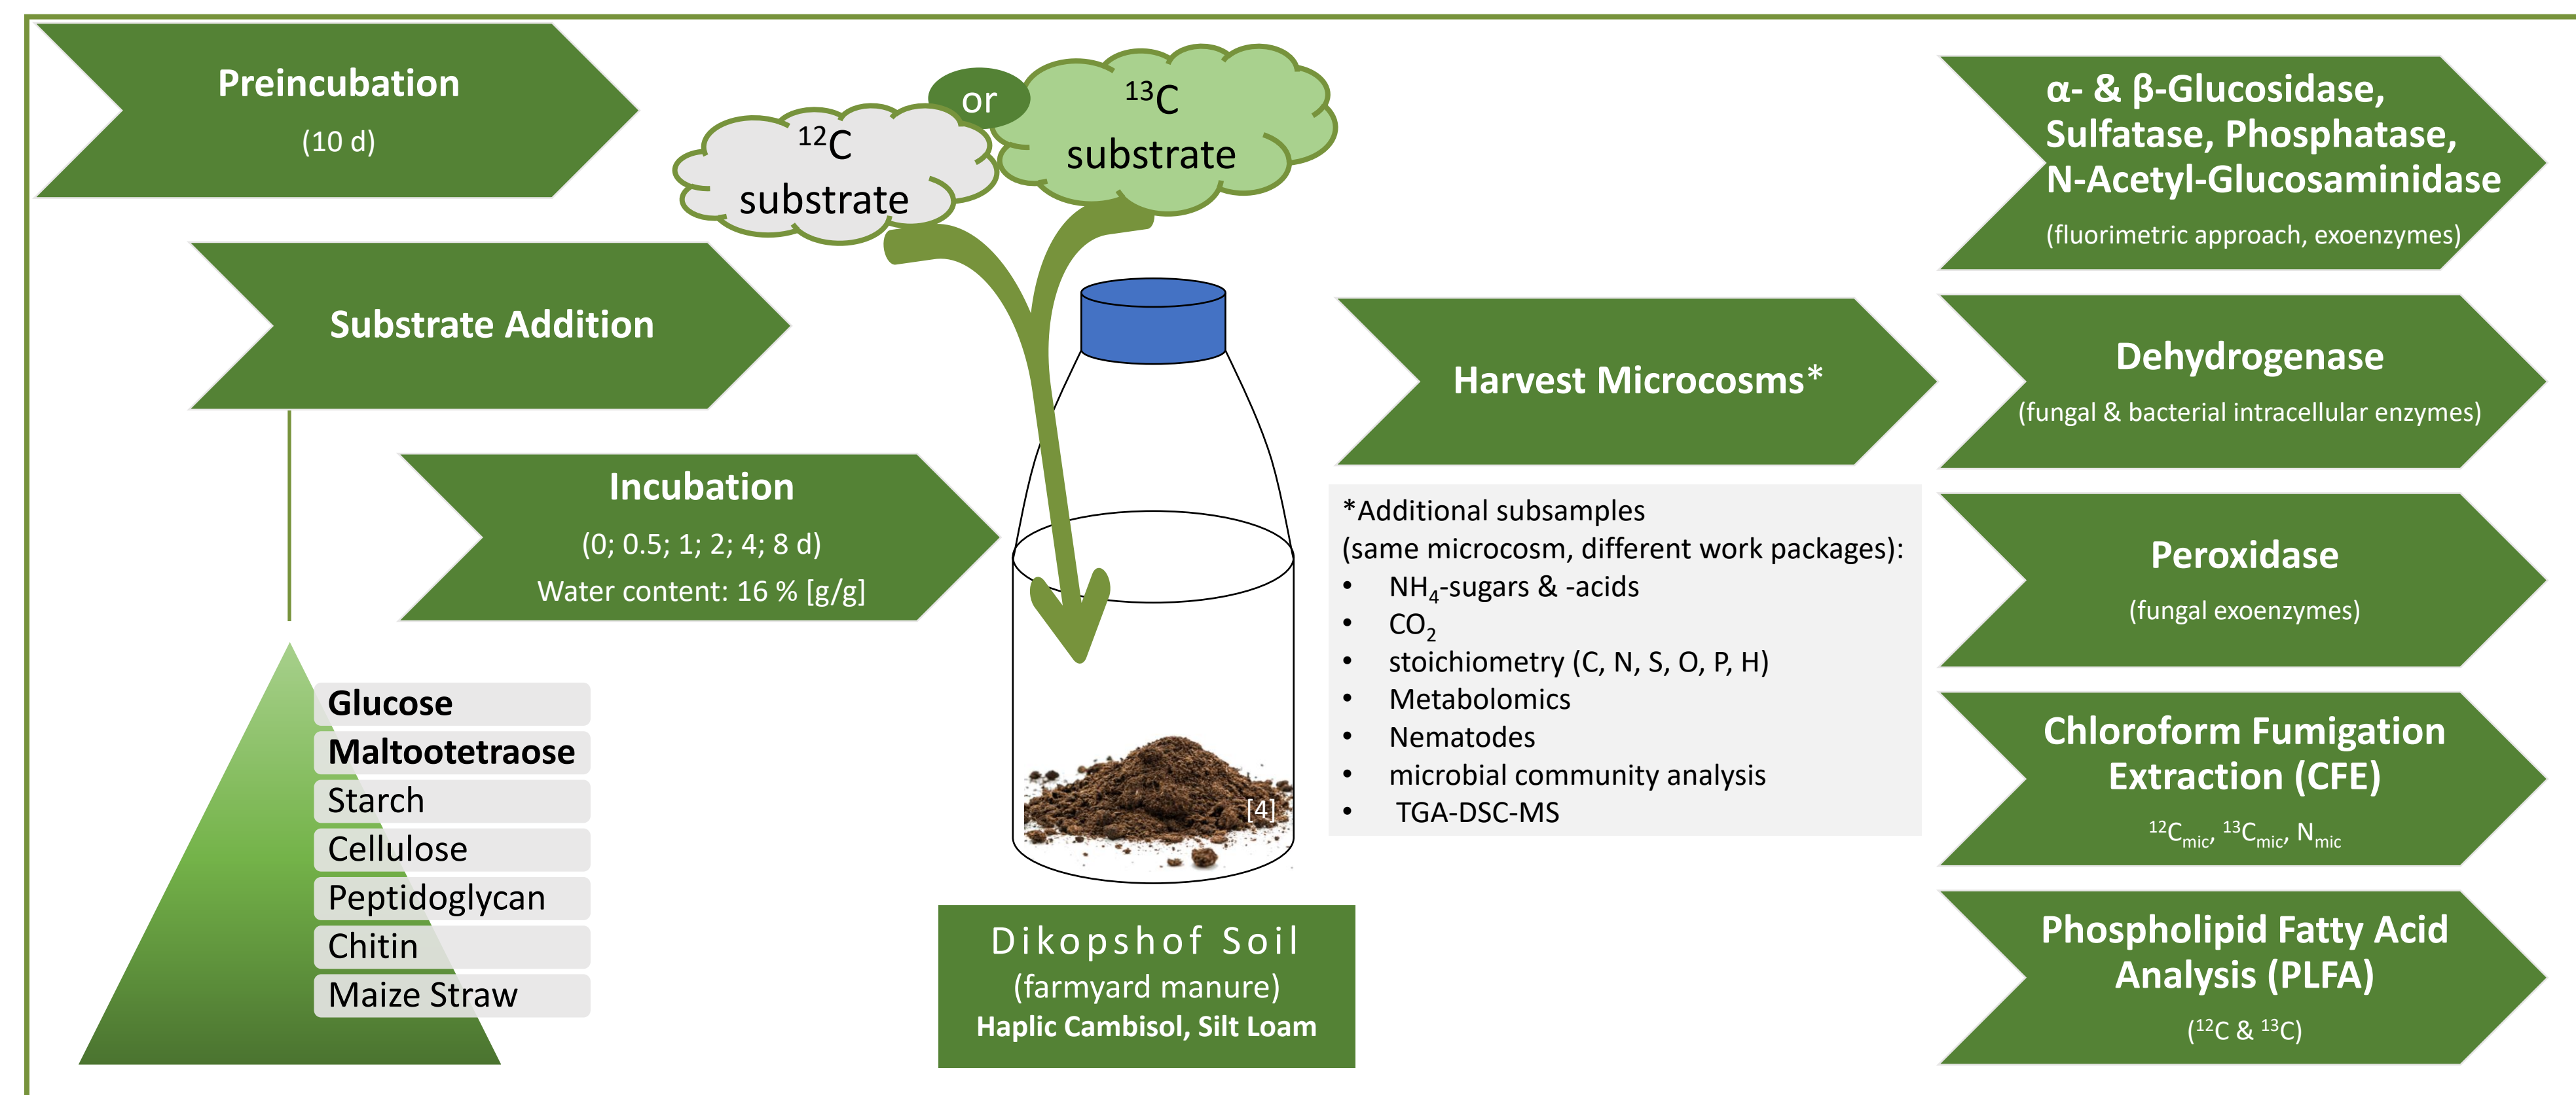 Preincubation
(10 d)
Substrate Addition
Incubation
(0; 0.5; 1; 2; 4; 8 d)
Water content: 16 % [g/g]
Glucose
Maltootetraose
Starch
Cellulose
Peptidoglycan
Chitin
Maize Straw
¹²C
substrate
or
¹³C
substrate
[4]
Dikopshof Soil
(farmyard manure)
Haplic Cambisol, Silt Loam
Harvest Microcosms*
*Additional subsamples
(same microcosm, different work packages):
• NH₄-sugars & -acids
• CO₂
• stoichiometry (C, N, S, O, P, H)
• Metabolomics
• Nematodes
• microbial community analysis
• TGA-DSC-MS
α- & β-Glucosidase,
Sulfatase, Phosphatase,
N-Acetyl-Glucosaminidase
(fluorimetric approach, exoenzymes)
Dehydrogenase
(fungal & bacterial intracellular enzymes)
Peroxidase
(fungal exoenzymes)
Chloroform Fumigation
Extraction (CFE)
¹²Cmic, ¹³Cmic, Nmic
Phospholipid Fatty Acid
Analysis (PLFA)
(¹²C & ¹³C)